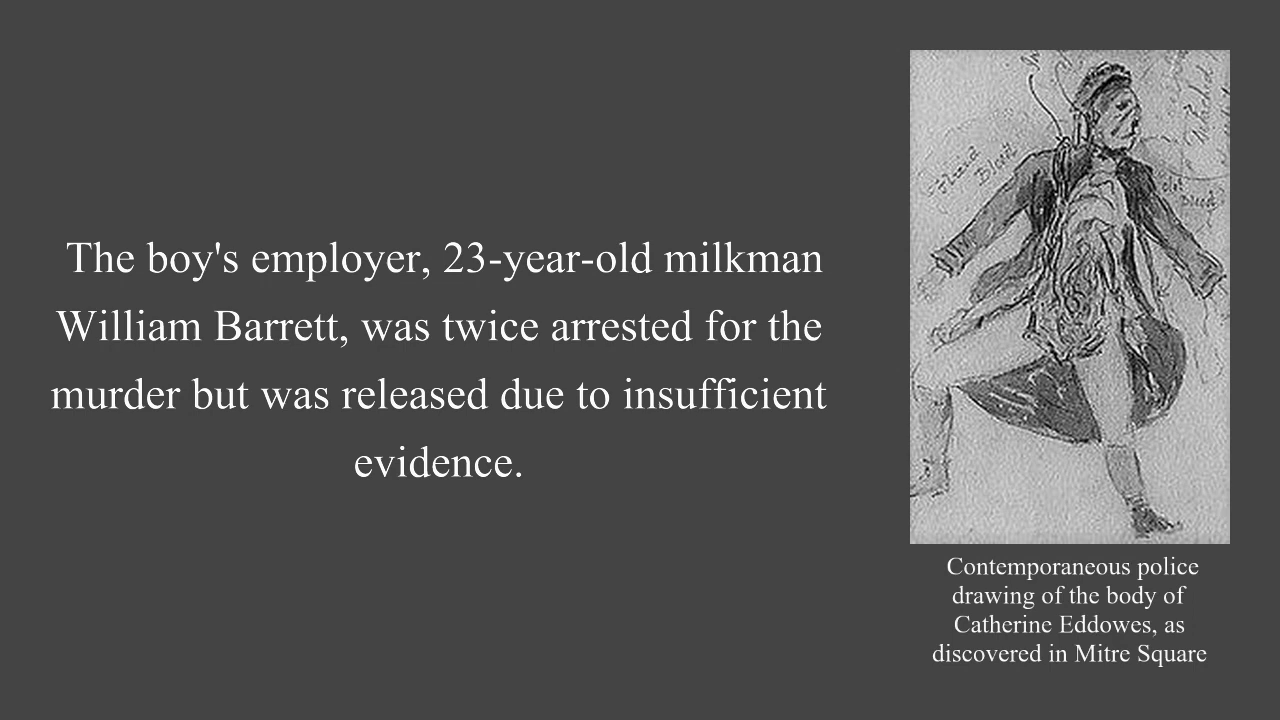 The boy's employer, 23-year-old milkman
William Barrett, was twice arrested for the
murder but was released due to insufficient
evidence.
Blood
Contemporaneous police
drawing of the body of
Catherine Eddowes, as
discovered in Mitre Square